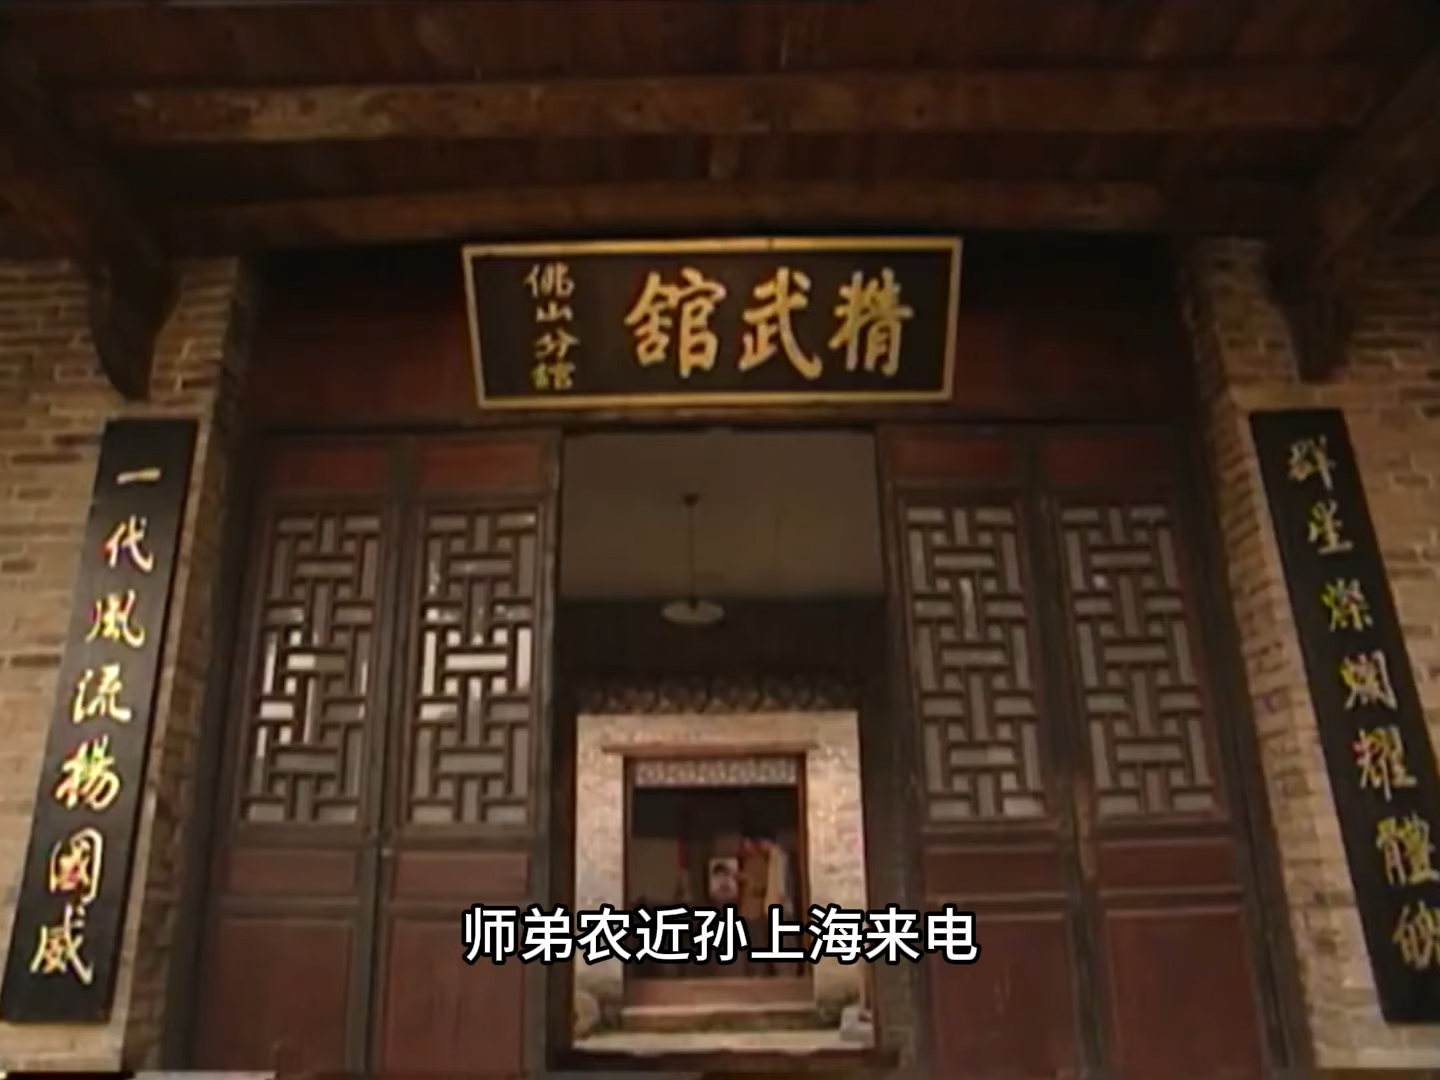 精武館
佛山分館
群星燦爛耀體
一代風流揚國威
师弟农近孙上海来电